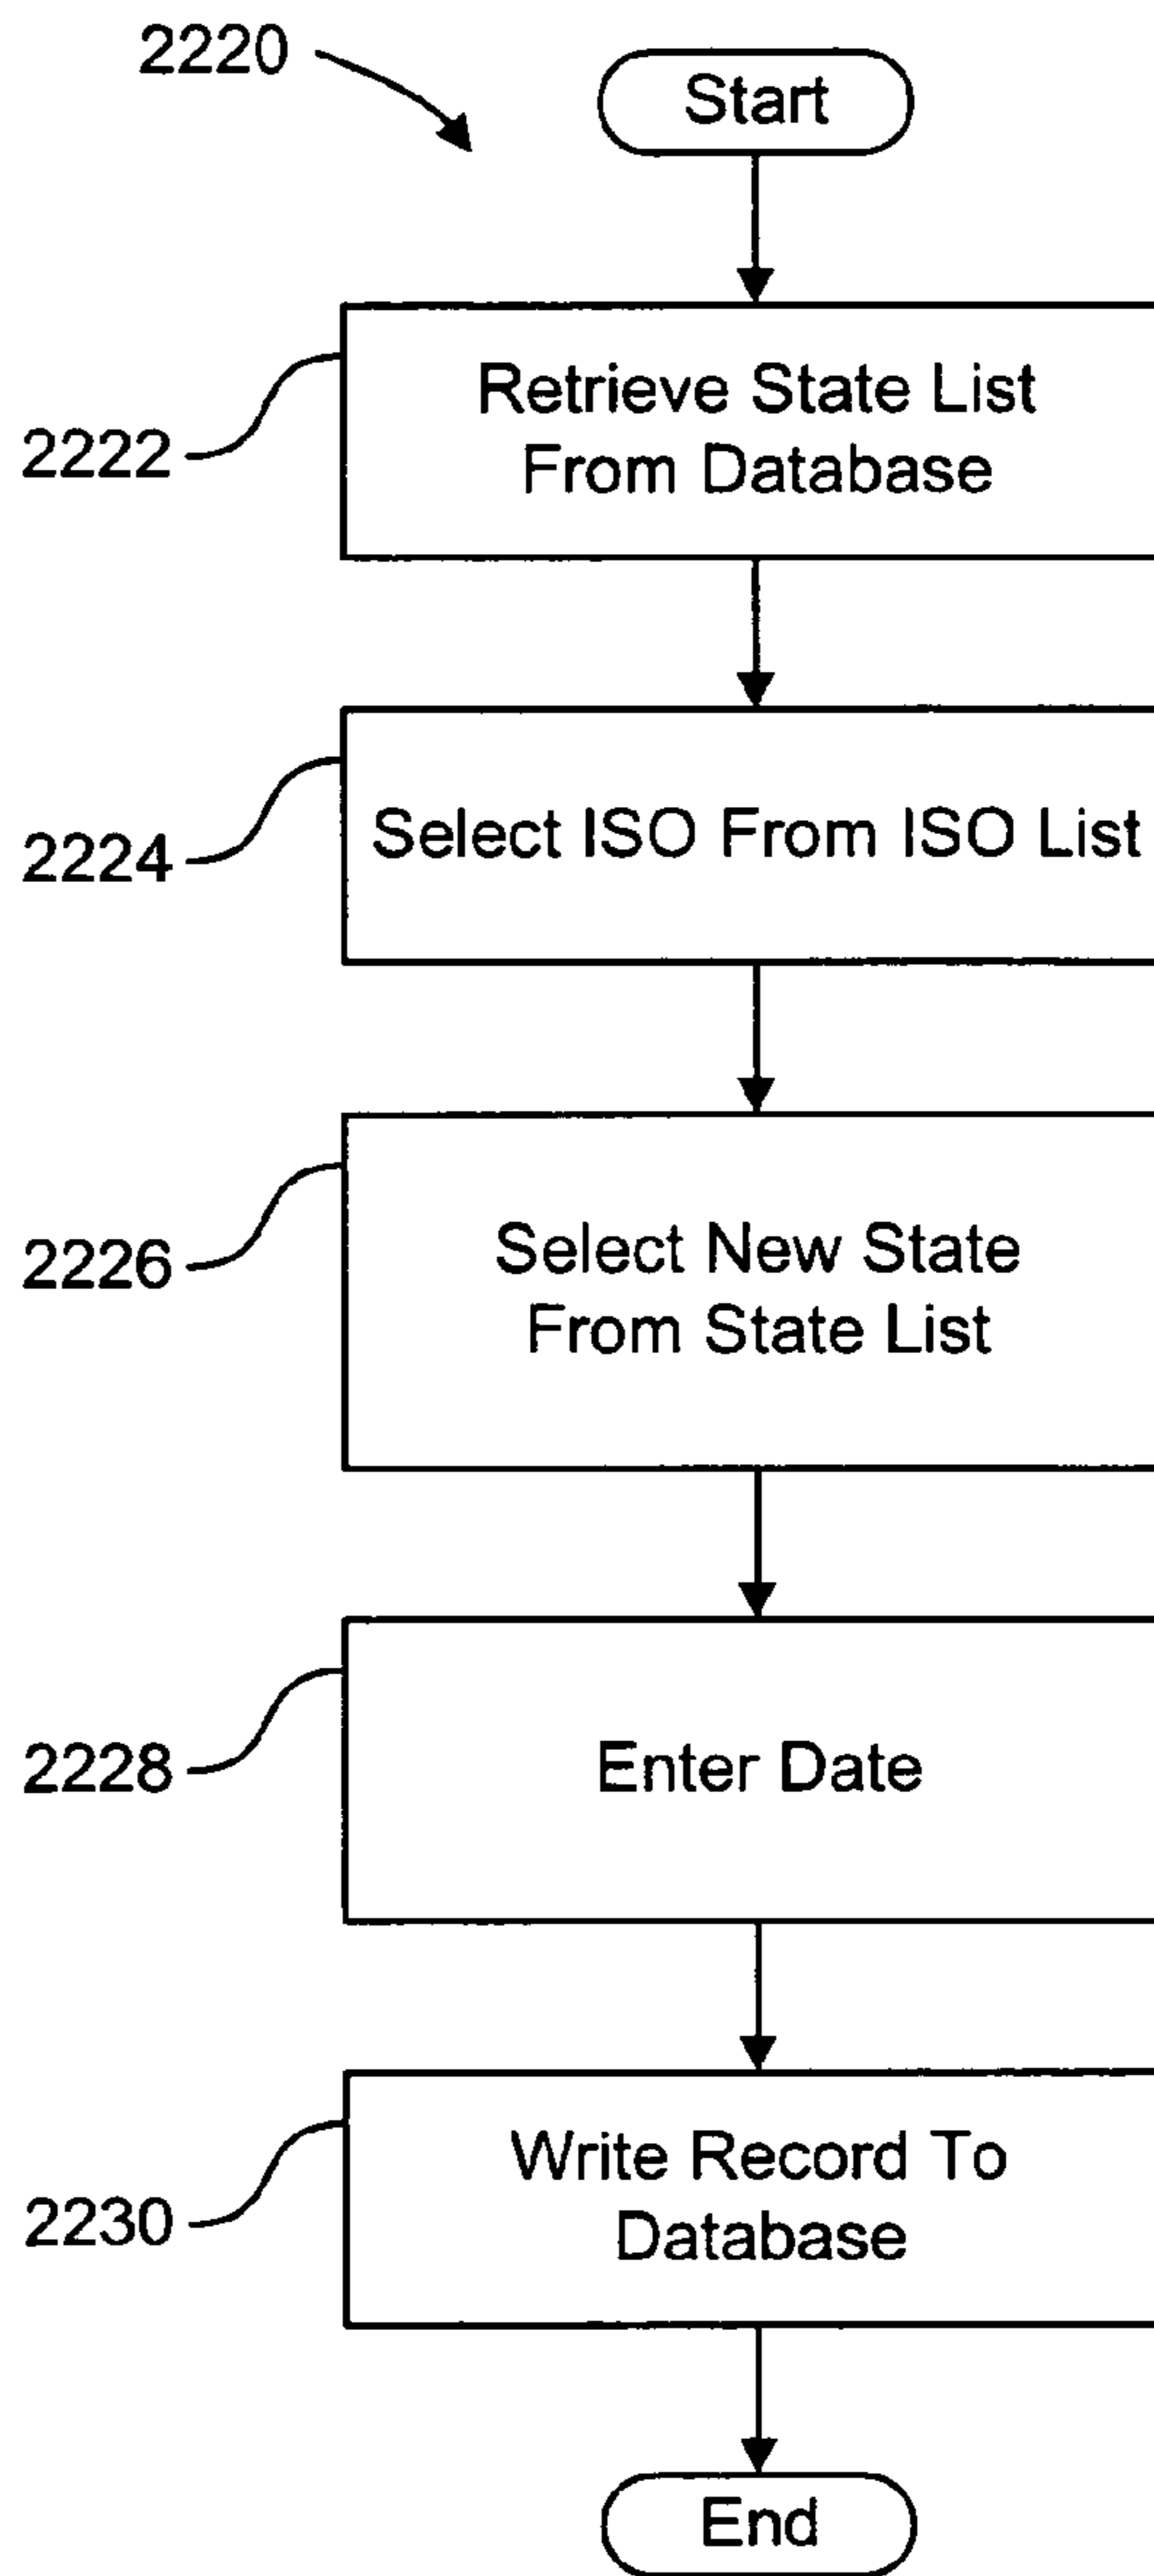 2220
Start
2222
Retrieve State List
From Database
2224
Select ISO From ISO List
2226
Select New State
From State List
2228
Enter Date
2230
Write Record To
Database
End